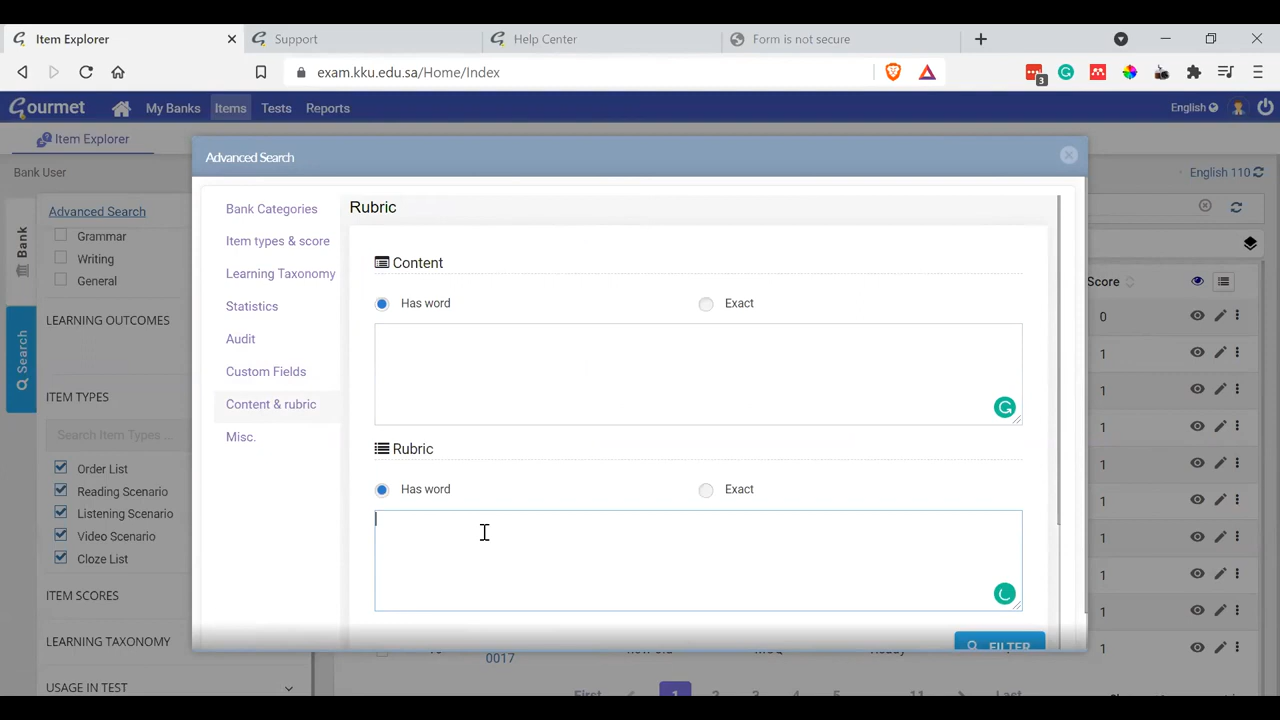 Item Explorer
Support
Help Center
Form is not secure
exam.kku.edu.sa/Home/Index
3
Gourmet
My Banks
Items
Tests
Reports
English
Item Explorer
Bank User
English 110
Advanced Search
Bank
Search
Advanced Search
Grammar
Writing
General
LEARNING OUTCOMES
ITEM TYPES
Search Item Types ...
Order List
Reading Scenario
Listening Scenario
Video Scenario
Cloze List
ITEM SCORES
LEARNING TAXONOMY
USAGE IN TEST
Bank Categories
Item types & score
Learning Taxonomy
Statistics
Audit
Custom Fields
Content & rubric
Misc.
Rubric
Content
Has word
Exact
Rubric
Has word
Exact
FILTER
Score
0
1
1
1
1
1
1
1
1
1
0017
First
1
2
3
4
5
11
Last